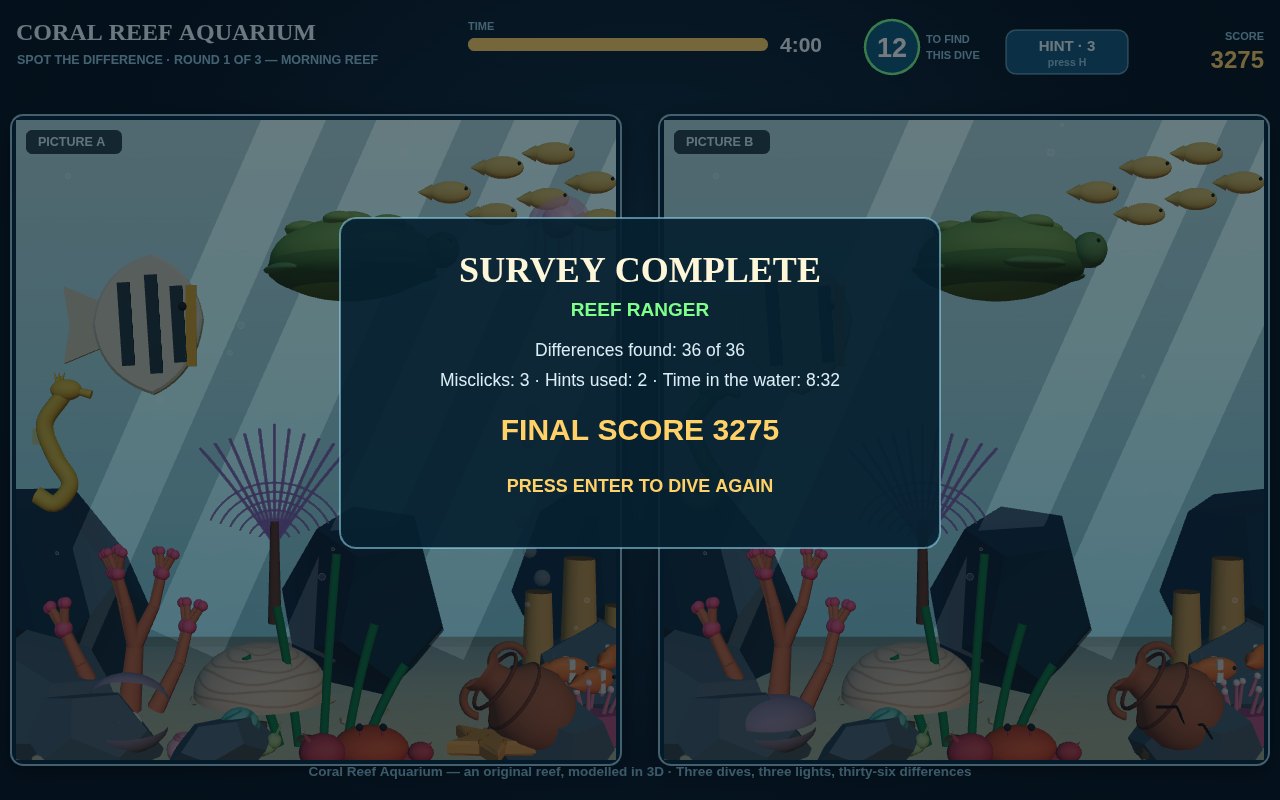 CORAL REEF AQUARIUM
SPOT THE DIFFERENCE · ROUND 1 OF 3 — MORNING REEF
TIME
4:00
12
TO FIND
THIS DIVE
HINT · 3
press H
SCORE
3275
PICTURE A
PICTURE B
SURVEY COMPLETE
REEF RANGER
Differences found: 36 of 36
Misclicks: 3 · Hints used: 2 · Time in the water: 8:32
FINAL SCORE 3275
PRESS ENTER TO DIVE AGAIN
Coral Reef Aquarium — an original reef, modelled in 3D · Three dives, three lights, thirty-six differences